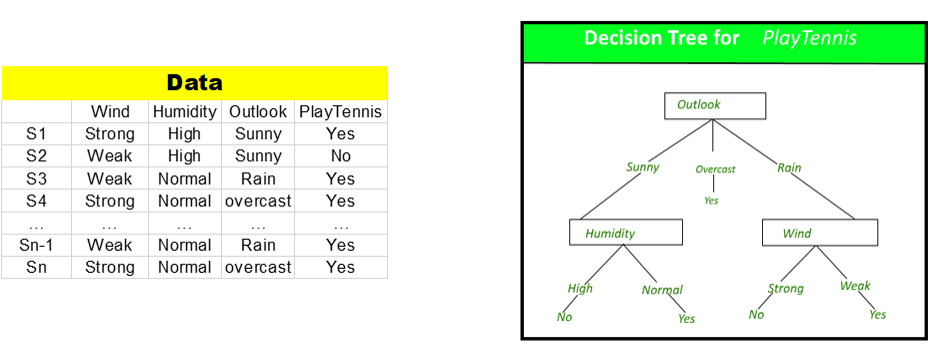 Data
Wind Humidity Outlook PlayTennis
S1 Strong High Sunny Yes
S2 Weak High Sunny No
S3 Weak Normal Rain Yes
S4 Strong Normal overcast Yes
... ... ... ... ...
Sn-1 Weak Normal Rain Yes
Sn Strong Normal overcast Yes
Decision Tree for PlayTennis
Outlook
Sunny Overcast Rain
Yes
Humidity Wind
High Normal Strong Weak
No Yes No Yes